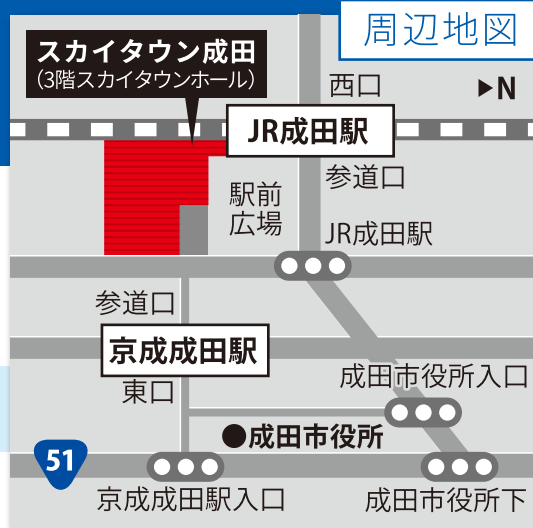 周辺地図
スカイタウン成田
（3階スカイタウンホール）
西口
▶N
JR成田駅
参道口
駅前
広場
JR成田駅
参道口
京成成田駅
東口
成田市役所入口
●成田市役所
51
京成成田駅入口
成田市役所下